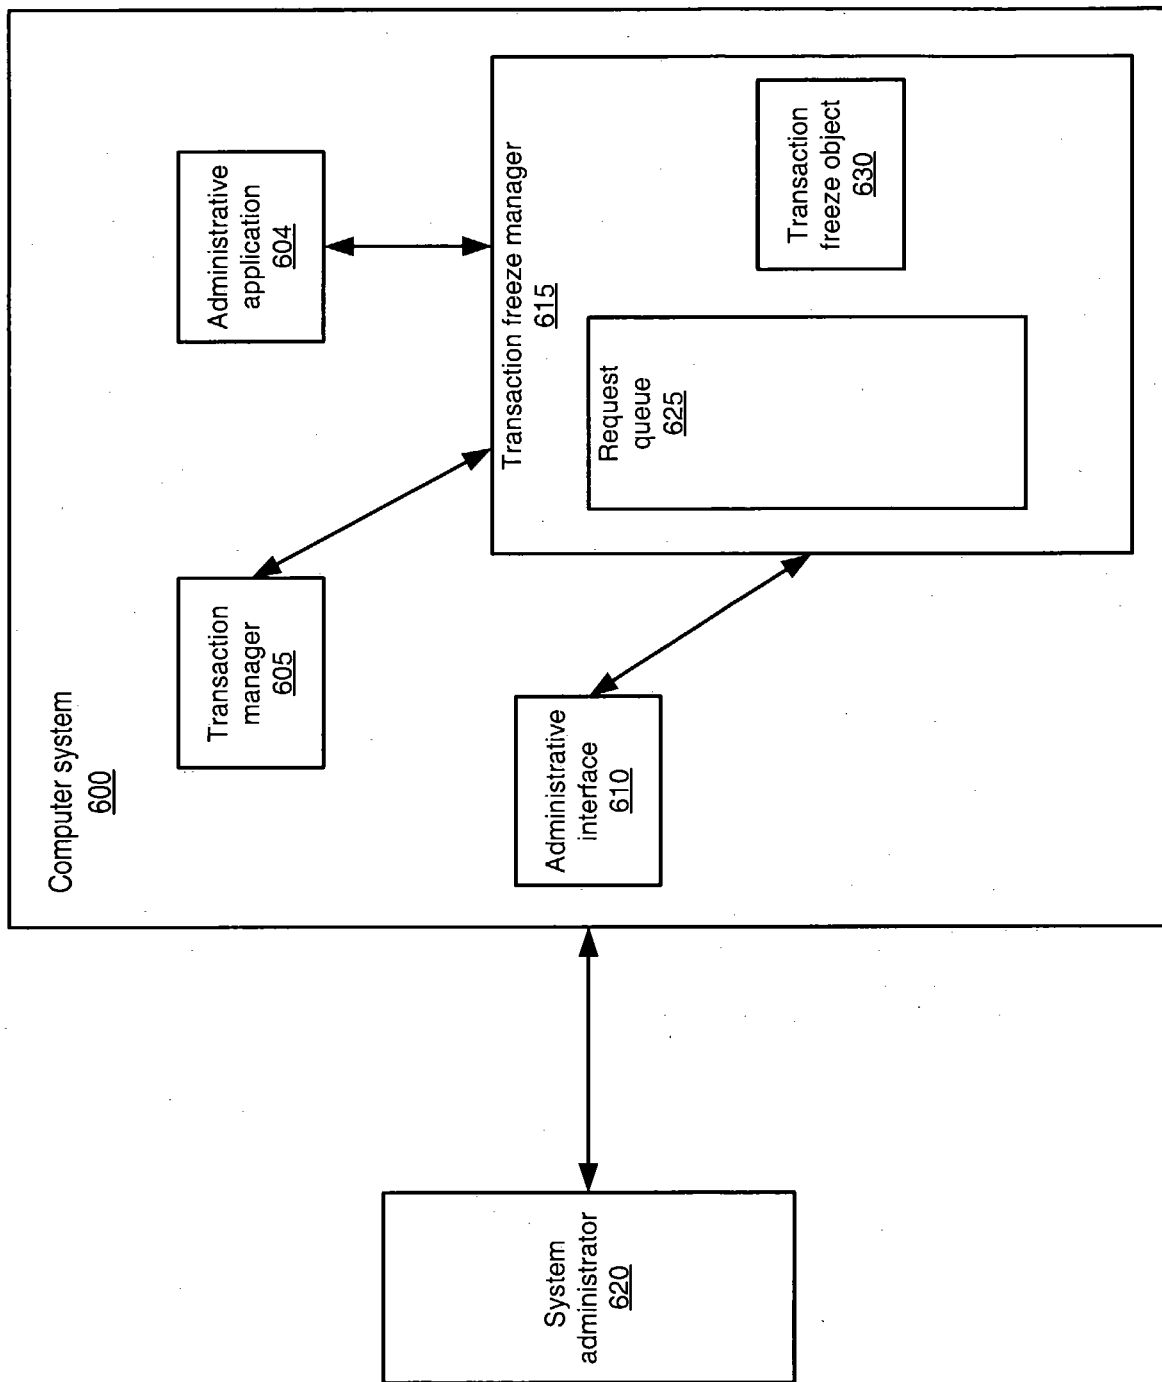 Computer system
600
Transaction
manager
605
Administrative
application
604
Administrative
interface
610
Transaction freeze manager
615
Request
queue
625
Transaction
freeze object
630
System
administrator
620